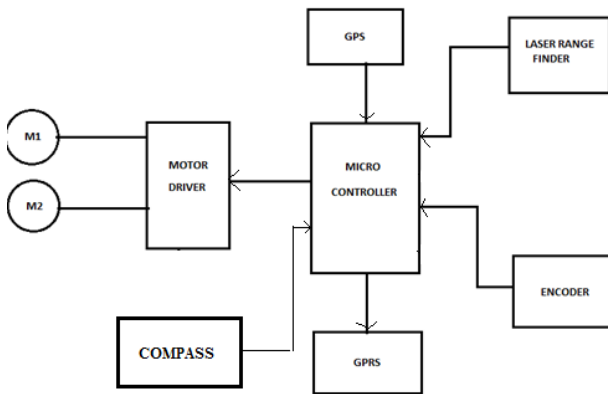 GPS
LASER RANGE
FINDER
M1
MOTOR
DRIVER
MICRO
CONTROLLER
M2
ENCODER
COMPASS
GPRS